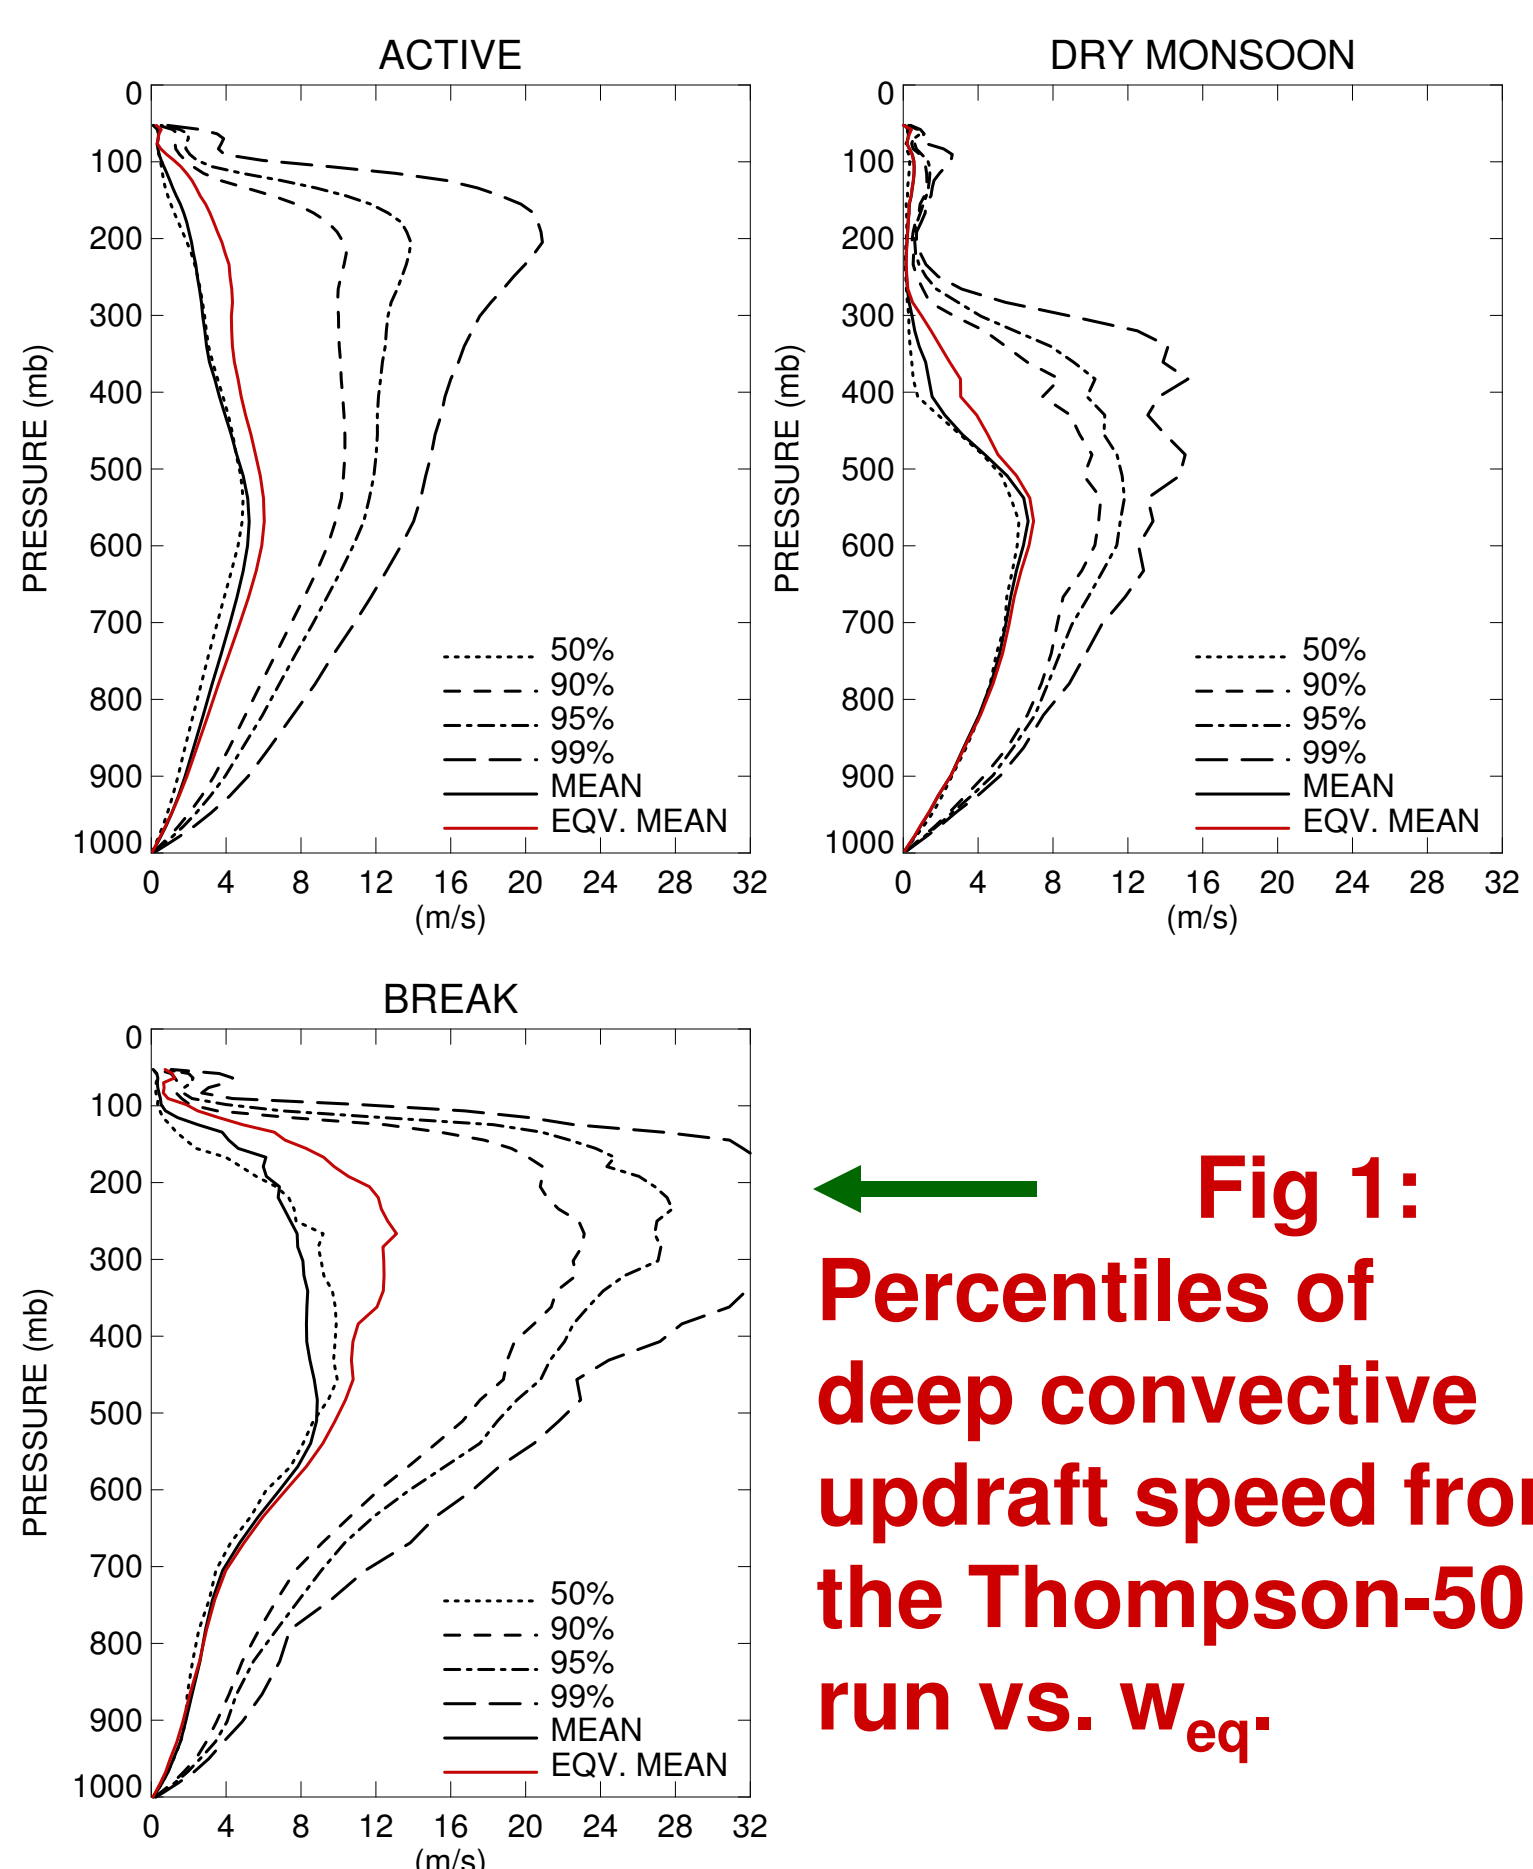 ACTIVE
0
100
200
300
400
500
600
700
800
900
1000
PRESSURE (mb)
50%
90%
95%
99%
MEAN
EQV. MEAN
0 4 8 12 16 20 24 28 32
(m/s)
DRY MONSOON
0
100
200
300
400
500
600
700
800
900
1000
PRESSURE (mb)
50%
90%
95%
99%
MEAN
EQV. MEAN
0 4 8 12 16 20 24 28 32
(m/s)
BREAK
0
100
200
300
400
500
600
700
800
900
1000
PRESSURE (mb)
50%
90%
95%
99%
MEAN
EQV. MEAN
0 4 8 12 16 20 24 28 32
(m/s)
Fig 1:
Percentiles of
deep convective
updraft speed
the Thompson-50
run vs. weq.